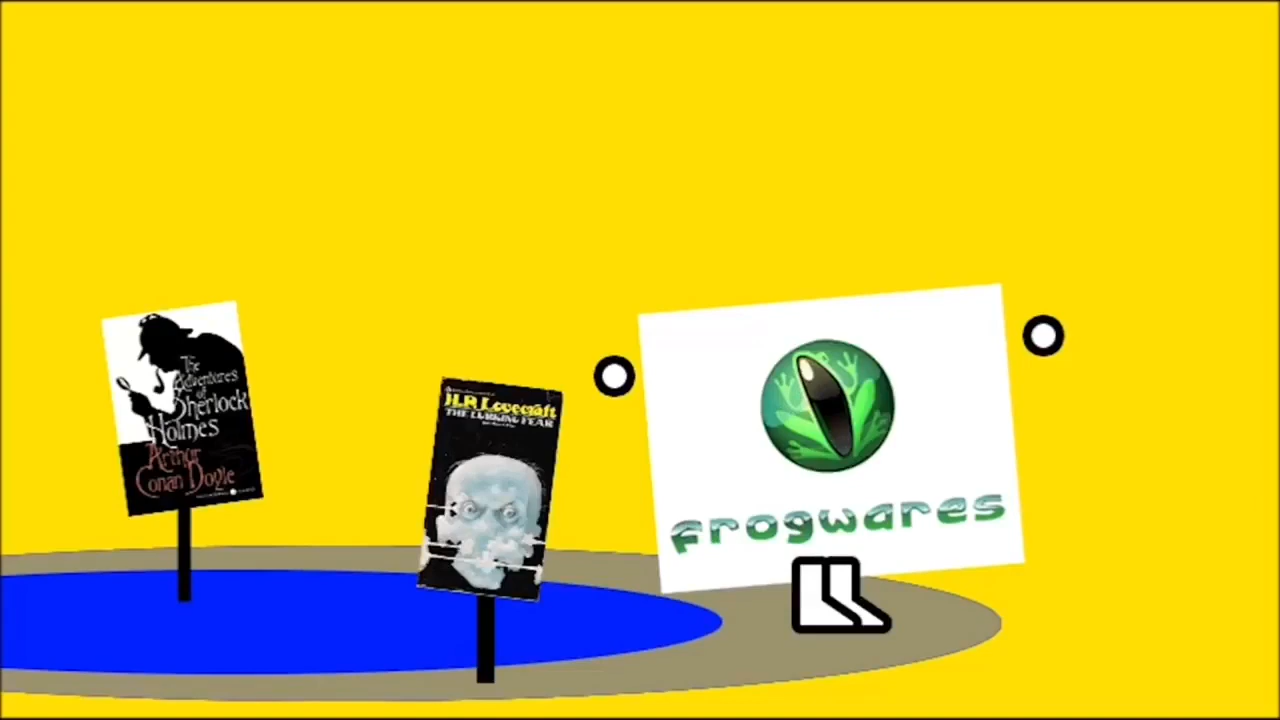 The
Adventures
of
Sherlock
Holmes
Arthur
Conan Doyle
H.P. Lovecraft
THE LURKING FEAR
frogwares